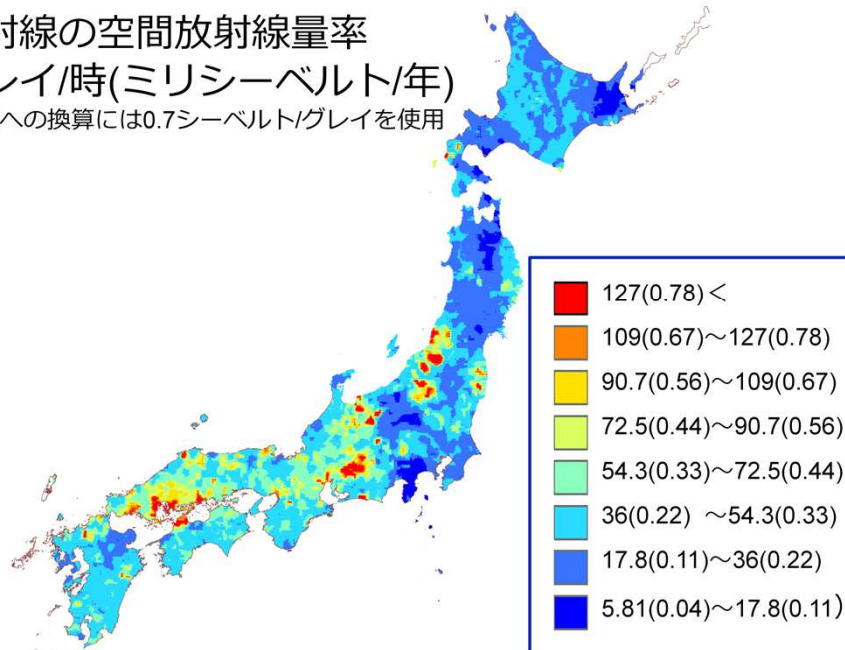 射線の空間放射線量率
レイ/時(ミリシーベルト/年)
への換算には0.7シーベルト/グレイを使用
127(0.78)＜
109(0.67)～127(0.78)
90.7(0.56)～109(0.67)
72.5(0.44)～90.7(0.56)
54.3(0.33)～72.5(0.44)
36(0.22) ～54.3(0.33)
17.8(0.11)～36(0.22)
5.81(0.04)～17.8(0.11)